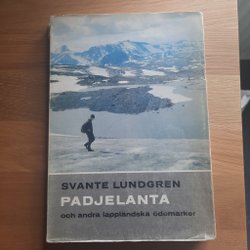 SVANTE LUNDGREN
PADJELANTA
och andra lappländska ödemarker